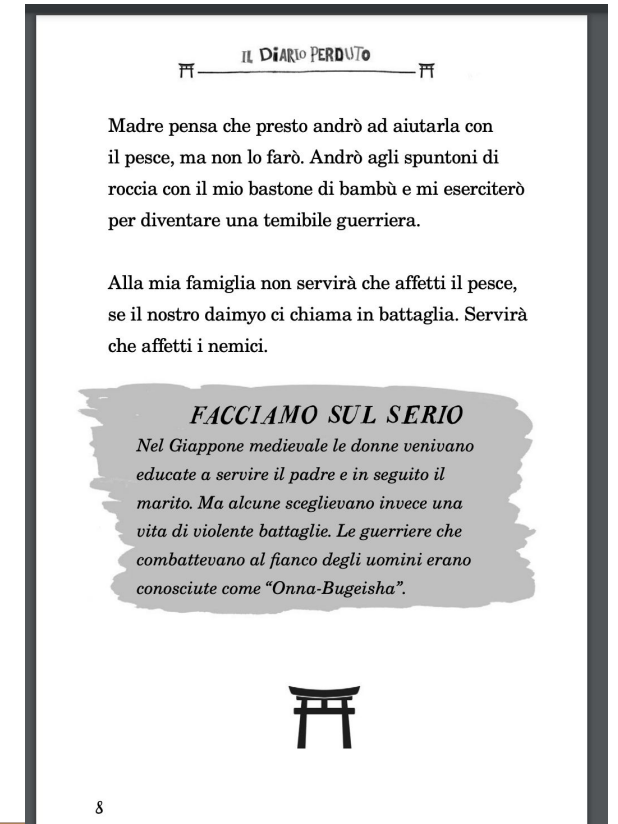 IL DiARIO PERDUTO
Madre pensa che presto andrò ad aiutarla con
il pesce, ma non lo farò. Andrò agli spuntoni di
roccia con il mio bastone di bambù e mi eserciterò
per diventare una temibile guerriera.
Alla mia famiglia non servirà che affetti il pesce,
se il nostro daimyo ci chiama in battaglia. Servirà
che affetti i nemici.
FACCIAMO SUL SERIO
Nel Giappone medievale le donne venivano
educate a servire il padre e in seguito il
marito. Ma alcune sceglievano invece una
vita di violente battaglie. Le guerriere che
combattevano al fianco degli uomini erano
conosciute come “Onna-Bugeisha”.
8